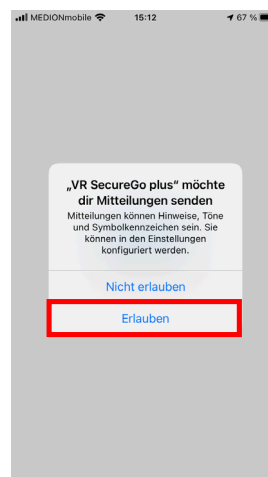 MEDIONmobile 15:12 67 %
„VR SecureGo plus“ möchte
dir Mitteilungen senden
Mitteilungen können Hinweise, Töne
und Symbolkennzeichen sein. Sie
können in den Einstellungen
konfiguriert werden.
Nicht erlauben
Erlauben